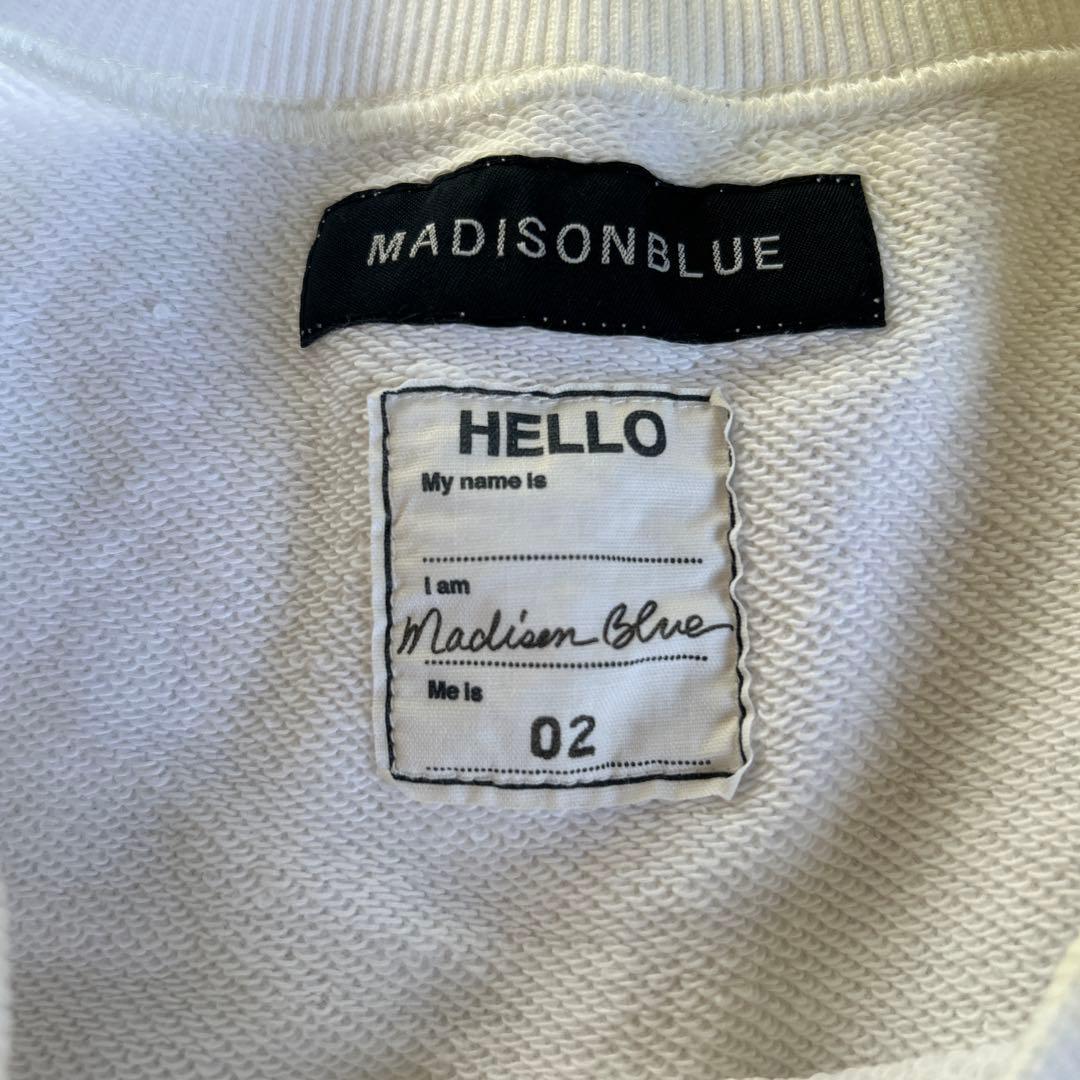 MADISONBLUE
HELLO
My name is
I am
Madison Blue
Me is
02